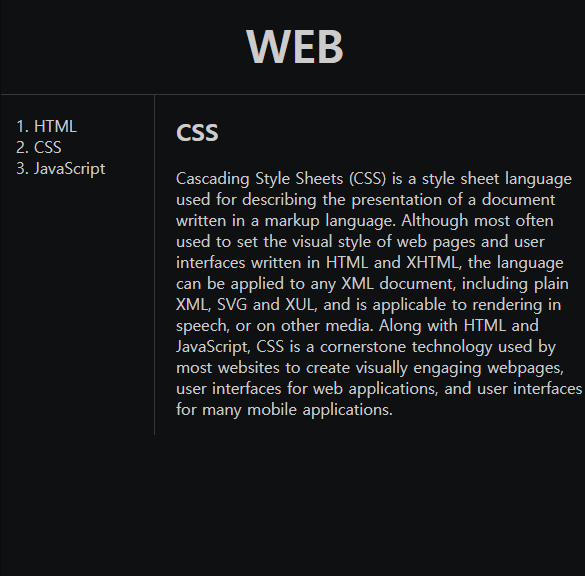 WEB
1. HTML
2. CSS
3. JavaScript
CSS
Cascading Style Sheets (CSS) is a style sheet language
used for describing the presentation of a document
written in a markup language. Although most often
used to set the visual style of web pages and user
interfaces written in HTML and XHTML, the language
can be applied to any XML document, including plain
XML, SVG and XUL, and is applicable to rendering in
speech, or on other media. Along with HTML and
JavaScript, CSS is a cornerstone technology used by
most websites to create visually engaging webpages,
user interfaces for web applications, and user interfaces
for many mobile applications.